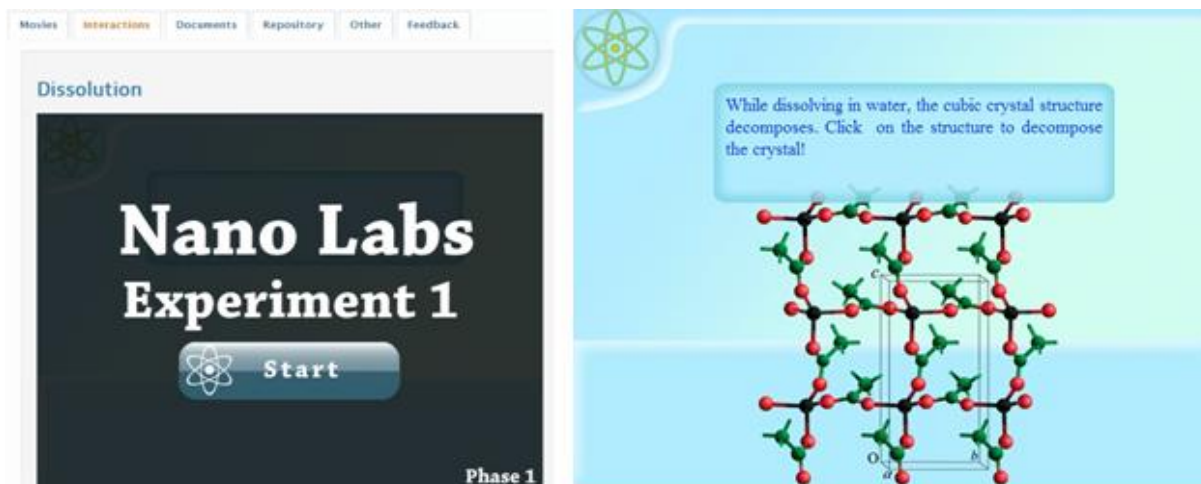 Movies Interactions Documents Repository Other Feedback
Dissolution
Nano Labs
Experiment 1
Start
Phase 1
While dissolving in water, the cubic crystal structure
decomposes. Click on the structure to decompose
the crystal!
c
O
a
b